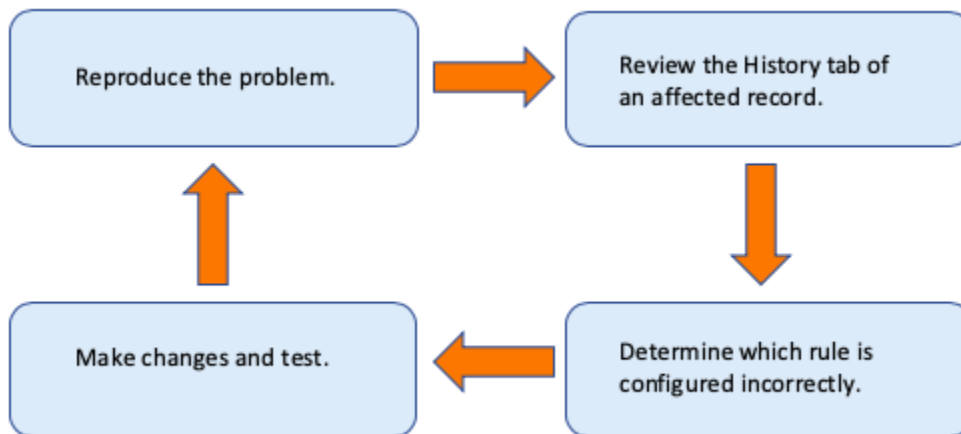 Reproduce the problem.
Review the History tab of
an affected record.
Determine which rule is
configured incorrectly.
Make changes and test.